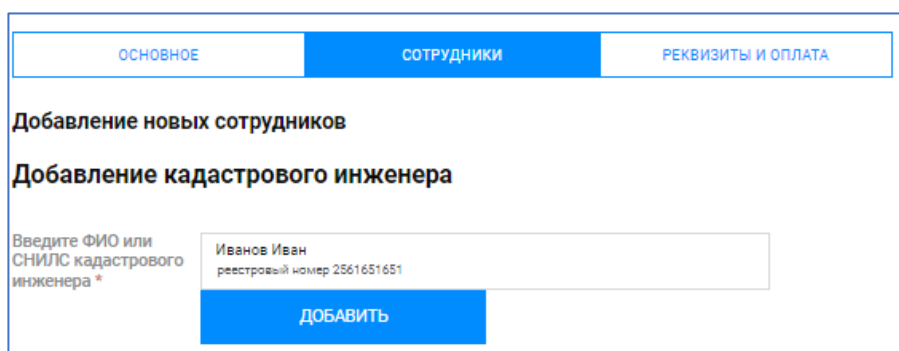 ОСНОВНОЕ СОТРУДНИКИ РЕКВИЗИТЫ И ОПЛАТА
Добавление новых сотрудников
Добавление кадастрового инженера
Введите ФИО или
СНИЛС кадастрового
инженера *
Иванов Иван
реестровый номер 2561651651
ДОБАВИТЬ